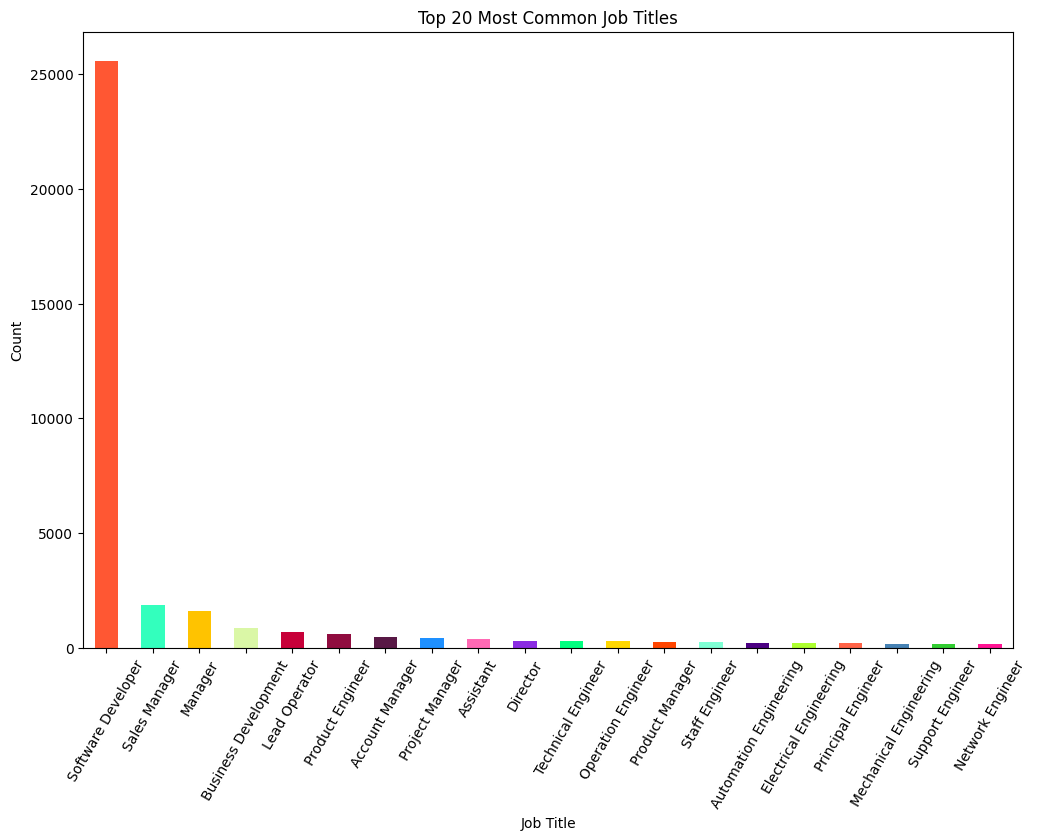 Top 20 Most Common Job Titles
25000
20000
15000
10000
5000
0
Count
Software Developer
Sales Manager
Manager
Business Development
Lead Operator
Product Engineer
Account Manager
Project Manager
Assistant
Director
Technical Engineer
Operation Engineer
Product Manager
Staff Engineer
Automation Engineering
Electrical Engineering
Principal Engineer
Mechanical Engineering
Support Engineer
Network Engineer
Job Title